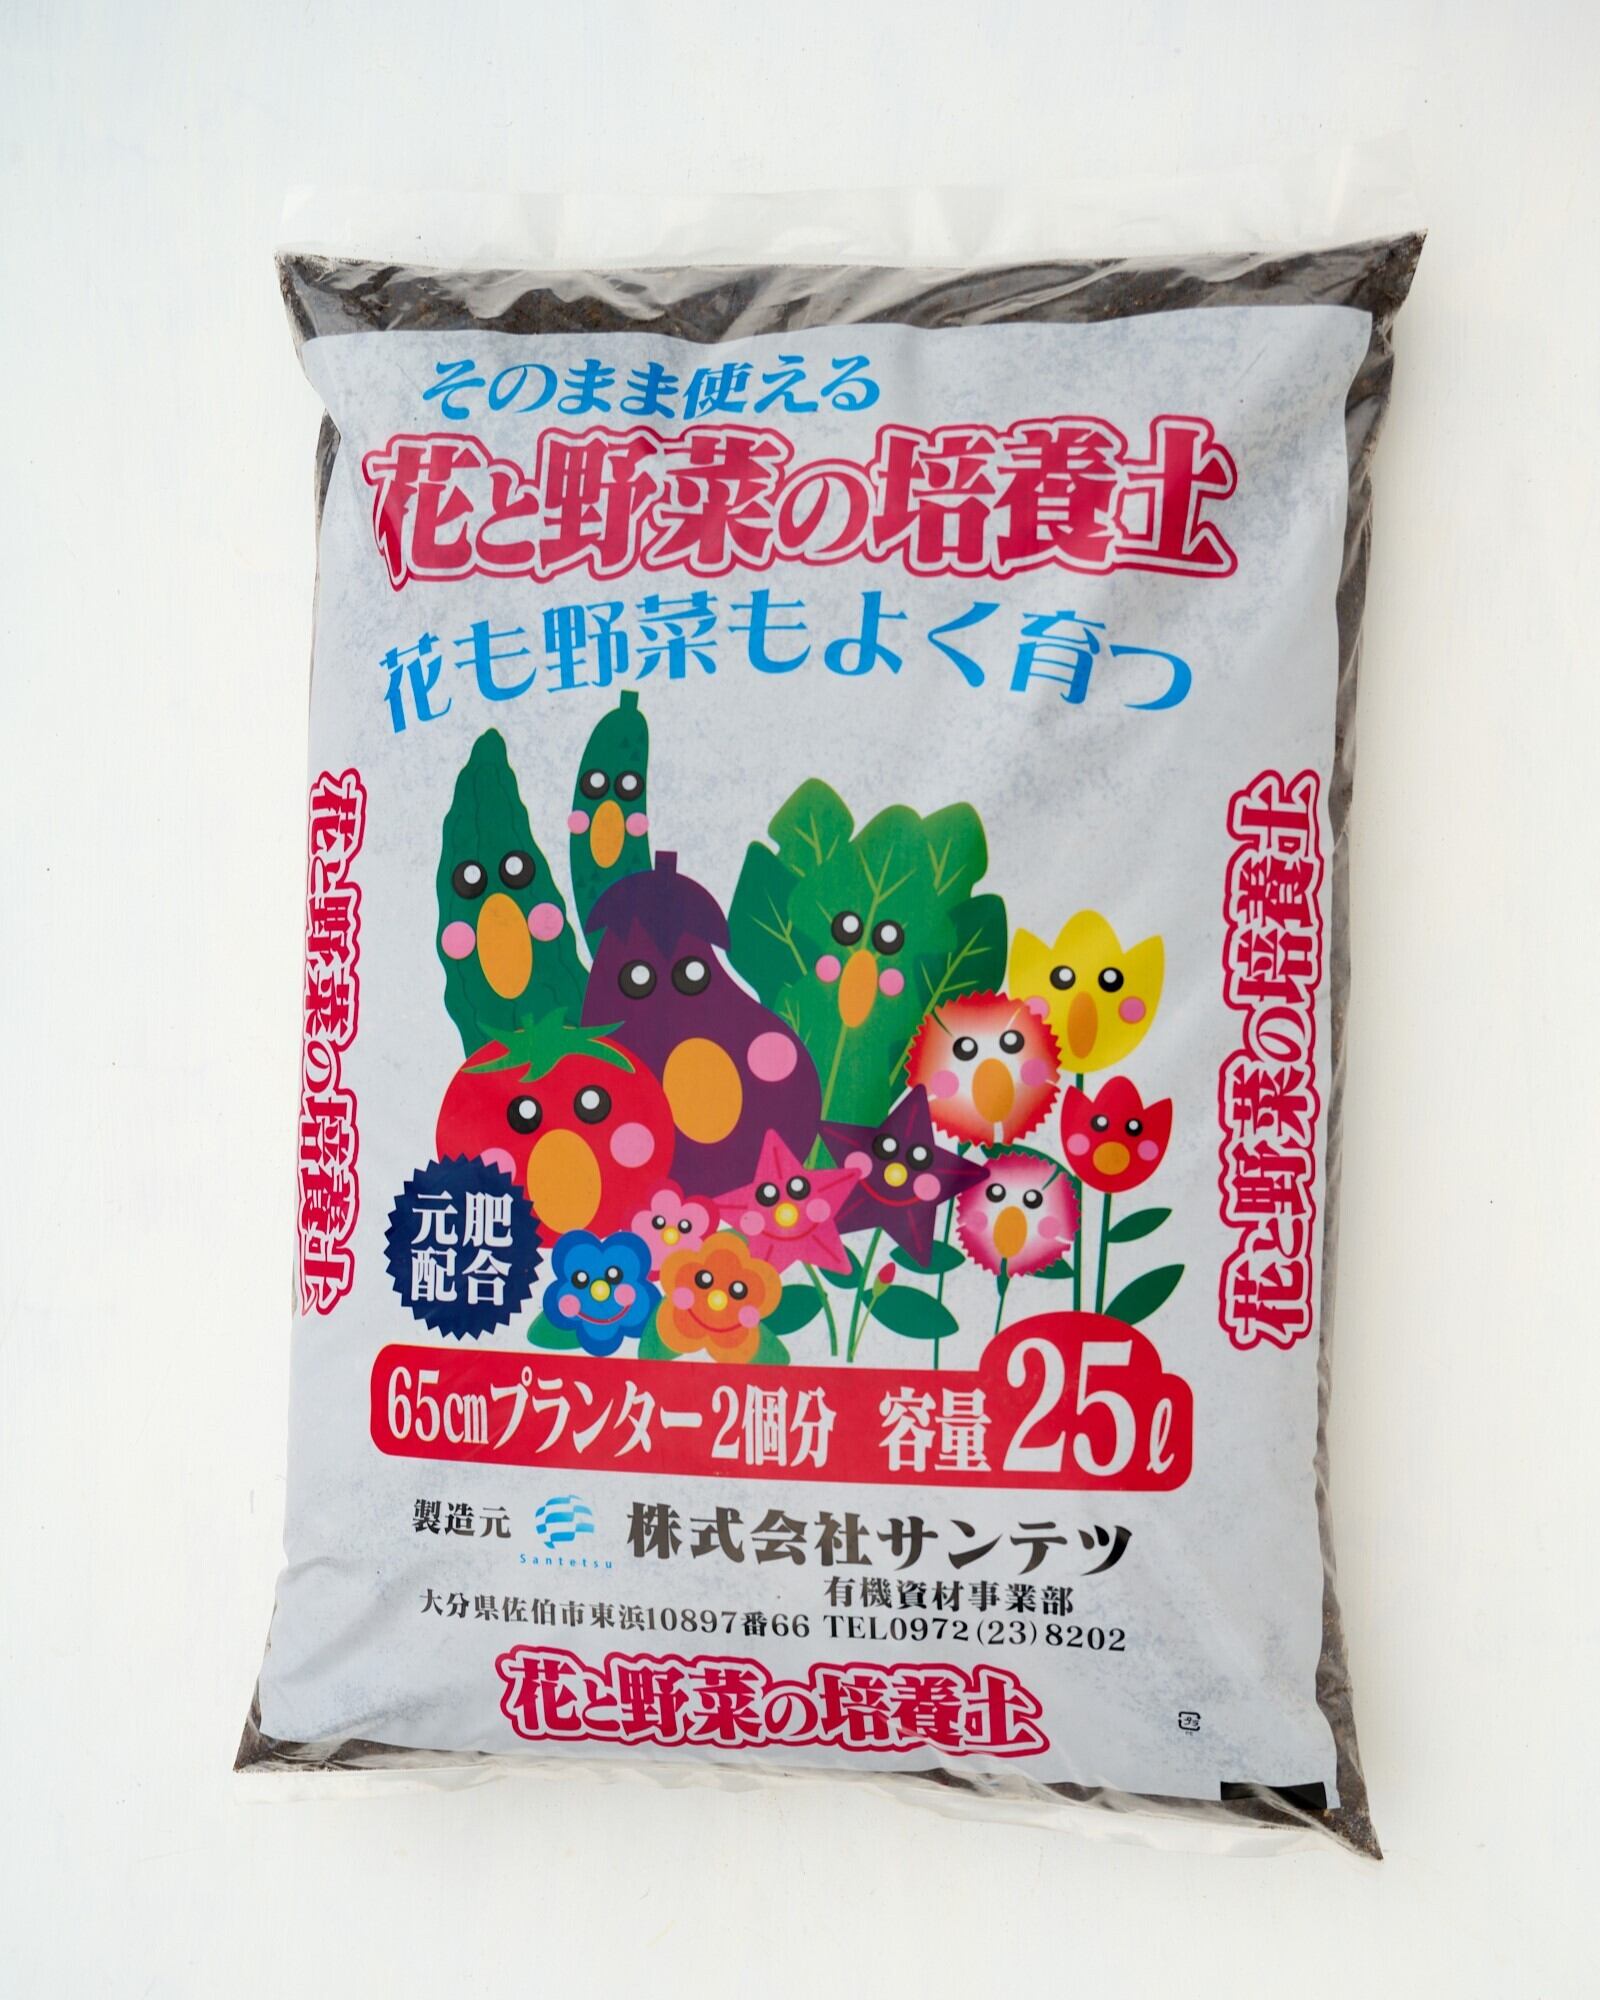 そのまま使える
花と野菜の培養土
花も野菜もよく育つ
花と野菜の培養土
花と野菜の培養土
元肥
配合
65cmプランター2個分 容量25ℓ
製造元 Santetsu 株式会社サンテツ
有機資材事業部
大分県佐伯市東浜10897番66 TEL0972(23)8202
花と野菜の培養土
プラ